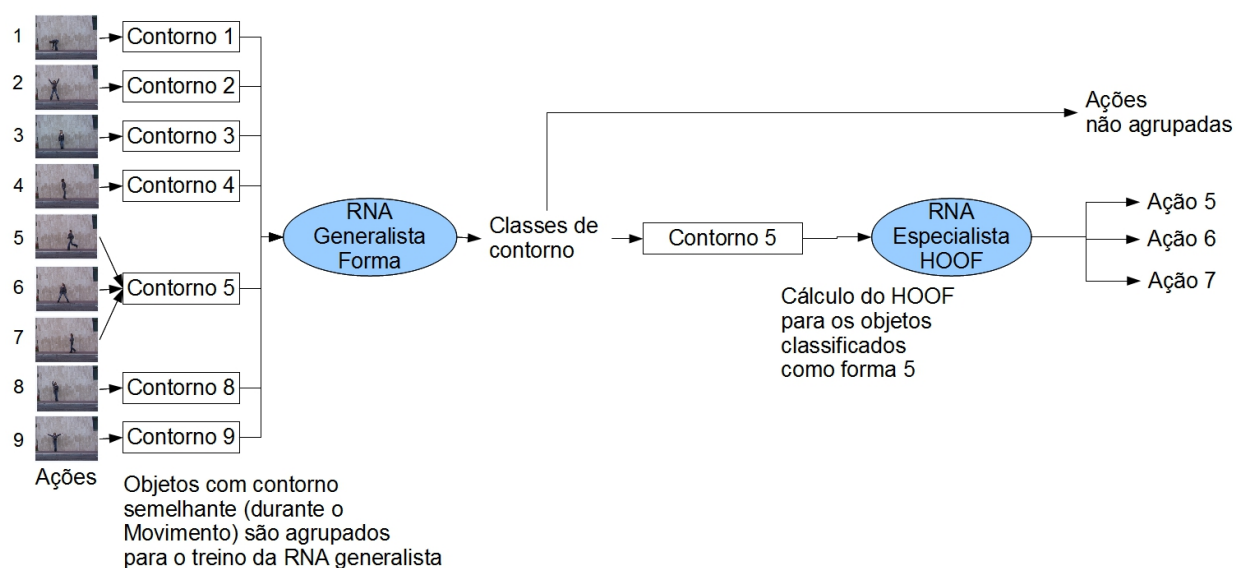 1
Contorno 1
2
Contorno 2
3
Contorno 3
4
Contorno 4
5
6
Contorno 5
7
8
Contorno 8
9
Contorno 9
Ações
Objetos com contorno
semelhante (durante o
Movimento) são agrupados
para o treino da RNA generalista
RNA
Generalista
Forma
Classes de
contorno
Contorno 5
RNA
Especialista
HOOF
Cálculo do HOOF
para os objetos
classificados
como forma 5
Ações
não agrupadas
Ação 5
Ação 6
Ação 7